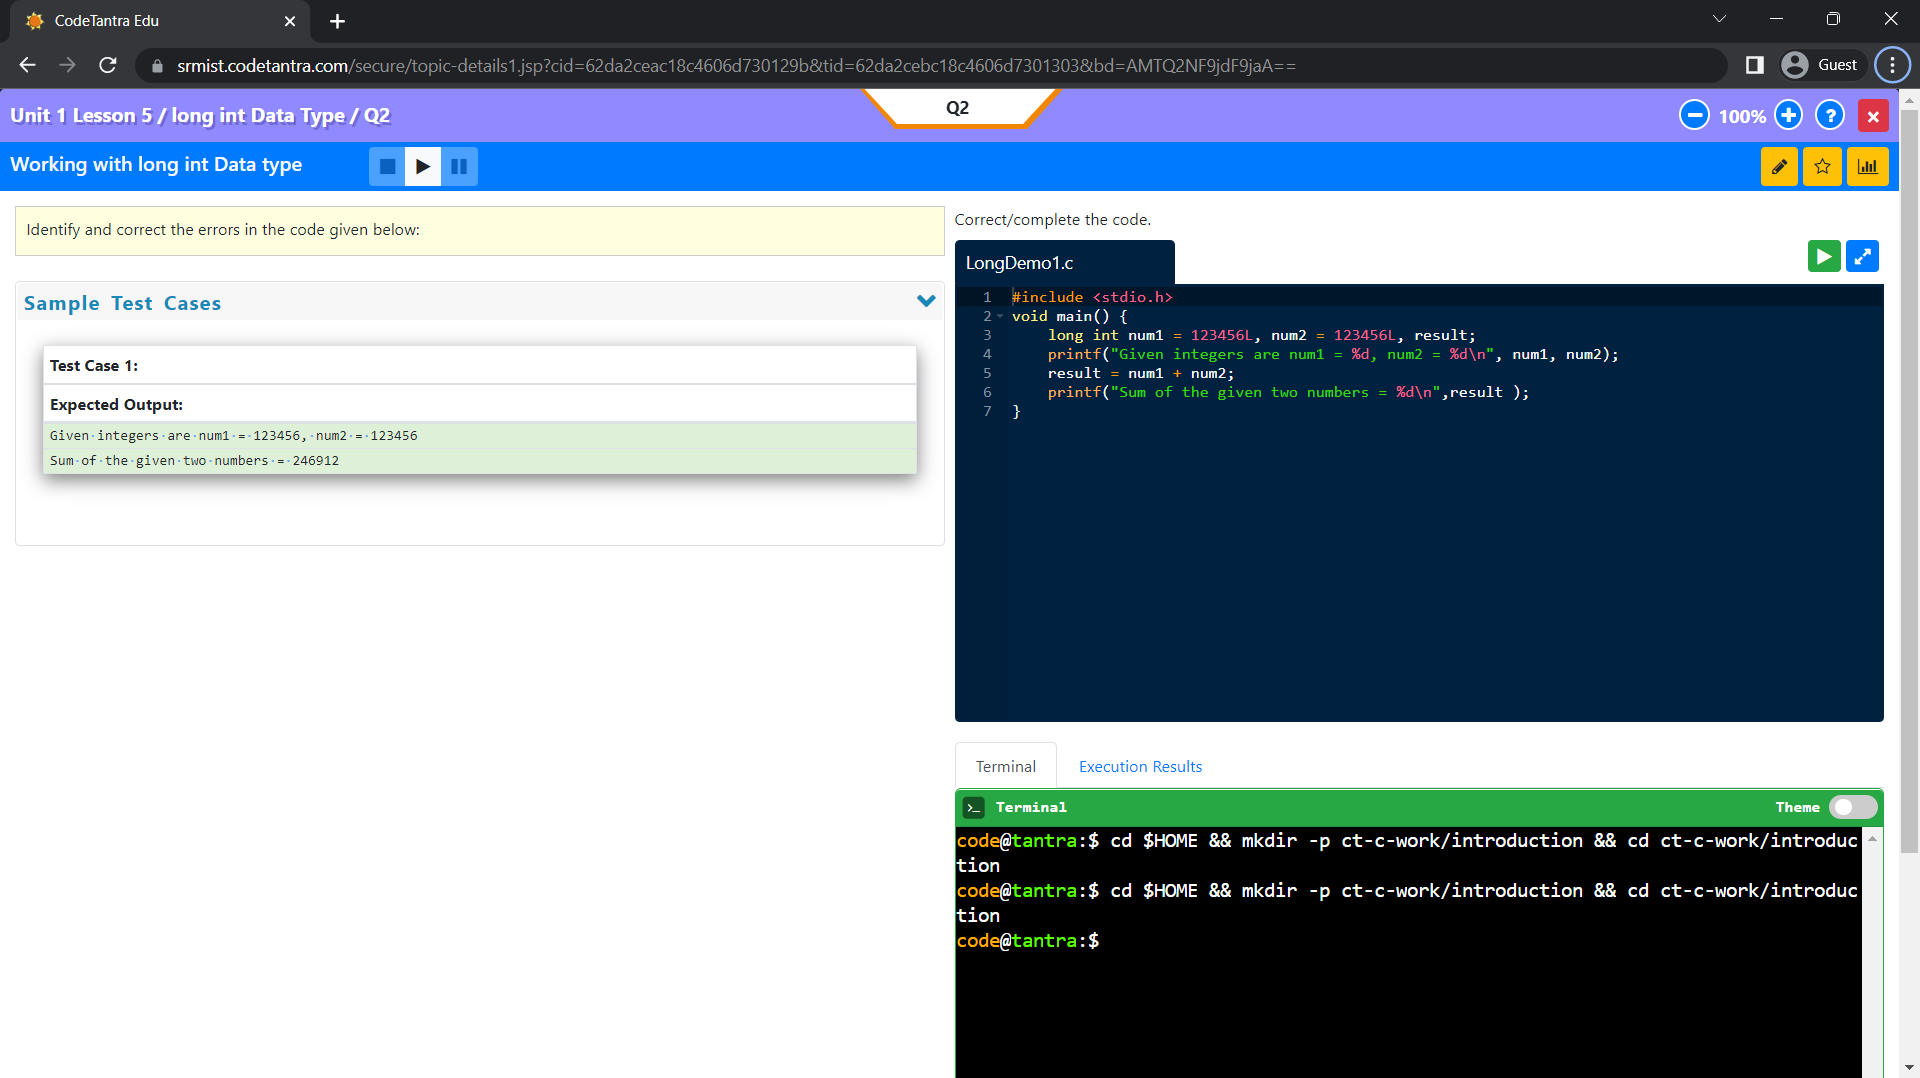 CodeTantra Edu
srmist.codetantra.com/secure/topic-details1.jsp?cid=62da2ceac18c4606d730129b&tid=62da2cebc18c4606d7301303&bd=AMTQ2NF9jdF9jaA==
Guest
Unit 1 Lesson 5 / long int Data Type / Q2
Q2
100%
Working with long int Data type
Identify and correct the errors in the code given below:
Sample Test Cases
Test Case 1:
Expected Output:
Given·integers·are·num1·=·123456,·num2·=·123456
Sum·of·the·given·two·numbers·=·246912
Correct/complete the code.
LongDemo1.c
1 #include <stdio.h>
2 void main() {
3 long int num1 = 123456L, num2 = 123456L, result;
4 printf("Given integers are num1 = %d, num2 = %d\n", num1, num2);
5 result = num1 + num2;
6 printf("Sum of the given two numbers = %d\n",result );
7 }
Terminal Execution Results
>_ Terminal Theme
code@tantra:$ cd $HOME && mkdir -p ct-c-work/introduction && cd ct-c-work/introduc
tion
code@tantra:$ cd $HOME && mkdir -p ct-c-work/introduction && cd ct-c-work/introduc
tion
code@tantra:$